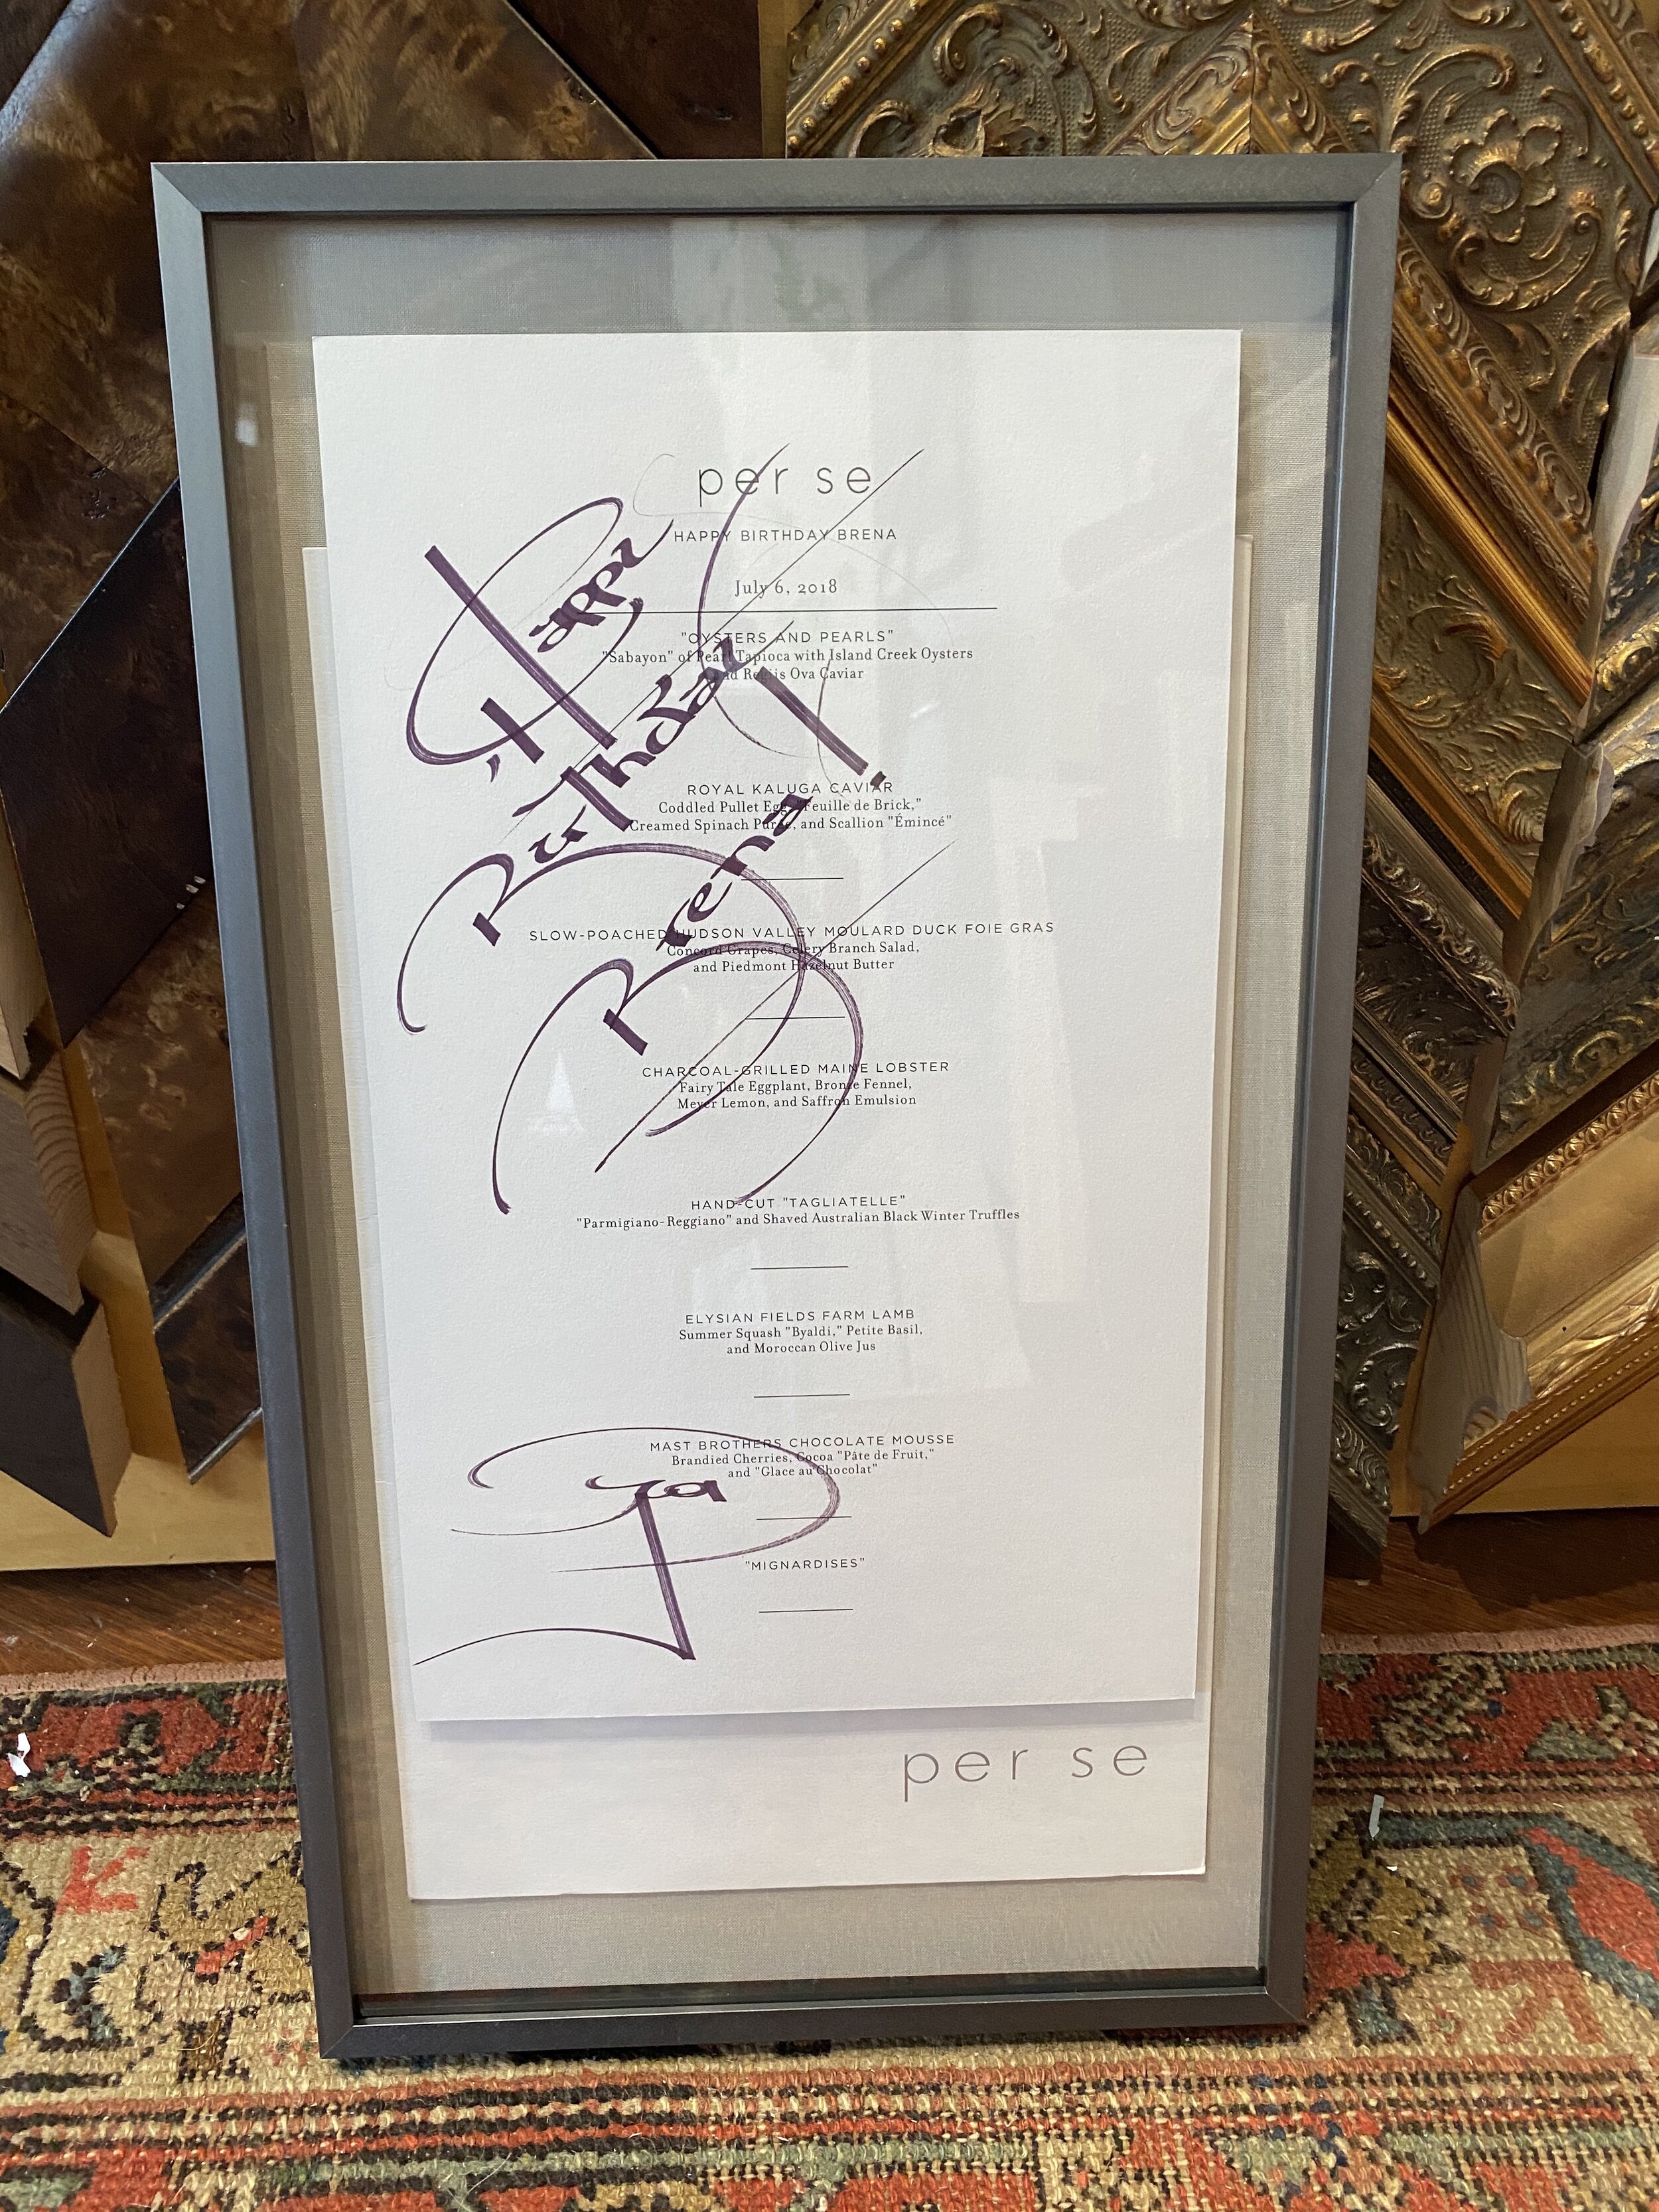 per se
HAPPY BIRTHDAY BRENA
July 6, 2018
"OYSTERS AND PEARLS"
"Sabayon" of Pearl Tapioca with Island Creek Oysters
and Regiis Ova Caviar
ROYAL KALUGA CAVIAR
Coddled Pullet Egg, "Feuille de Brick,"
Creamed Spinach Purée, and Scallion "Émincé"
SLOW-POACHED HUDSON VALLEY MOULARD DUCK FOIE GRAS
Concord Grapes, Celery Branch Salad,
and Piedmont Hazelnut Butter
CHARCOAL-GRILLED MAINE LOBSTER
Fairy Tale Eggplant, Bronze Fennel,
Meyer Lemon, and Saffron Emulsion
HAND-CUT "TAGLIATELLE"
"Parmigiano-Reggiano" and Shaved Australian Black Winter Truffles
ELYSIAN FIELDS FARM LAMB
Summer Squash "Byaldi," Petite Basil,
and Moroccan Olive Jus
MAST BROTHERS CHOCOLATE MOUSSE
Brandied Cherries, Cocoa "Pâte de Fruit,"
and "Glace au Chocolat"
"MIGNARDISES"
Happy
Birthday
Brena!
per se